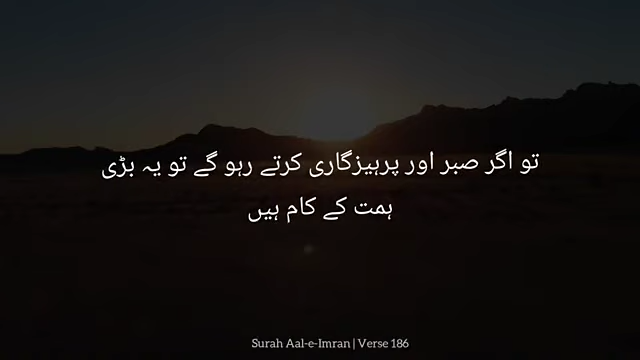 تو اگر صبر اور پرہیزگاری کرتے رہو گے تو یہ بڑی
ہمت کے کام ہیں
Surah Aal-e-Imran | Verse 186